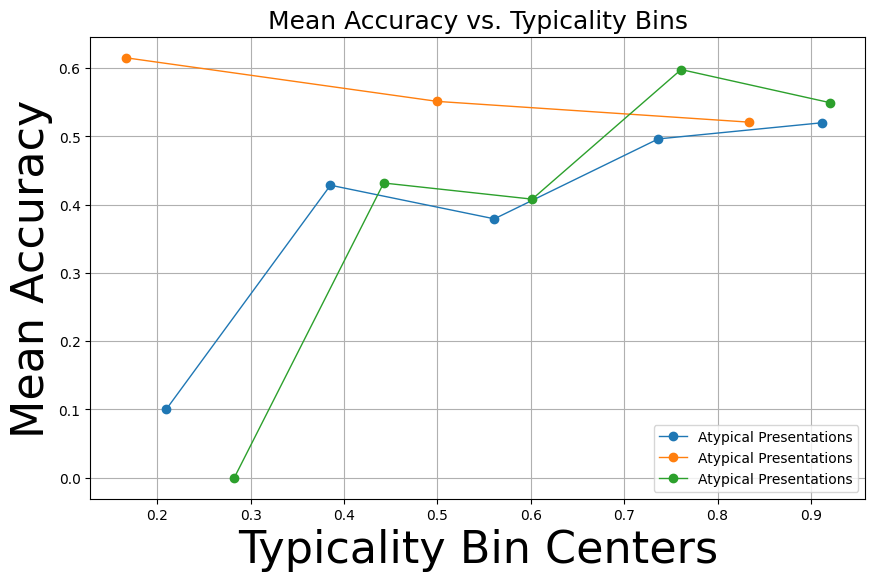 Mean Accuracy vs. Typicality Bins
Mean Accuracy
0.6
0.5
0.4
0.3
0.2
0.1
0.0
0.2 0.3 0.4 0.5 0.6 0.7 0.8 0.9
Typicality Bin Centers
Atypical Presentations
Atypical Presentations
Atypical Presentations